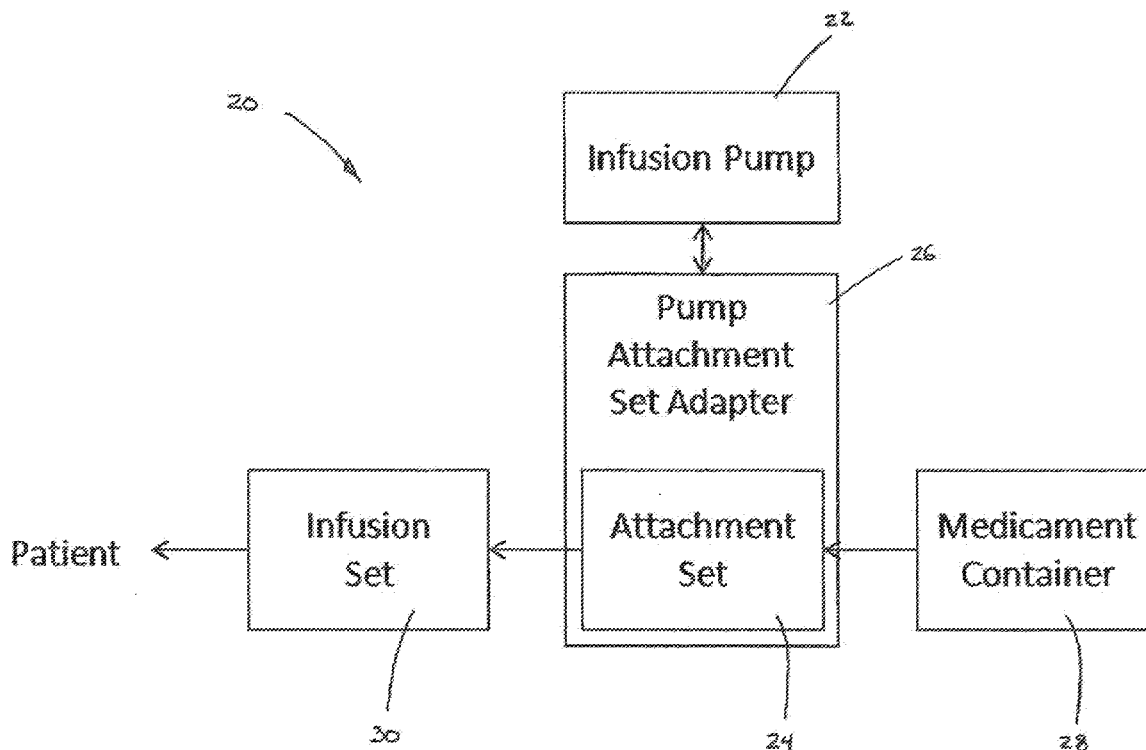 22
20
Infusion Pump
26
Pump
Attachment
Set Adapter
Patient
Infusion
Set
Attachment
Set
Medicament
Container
30
24
28